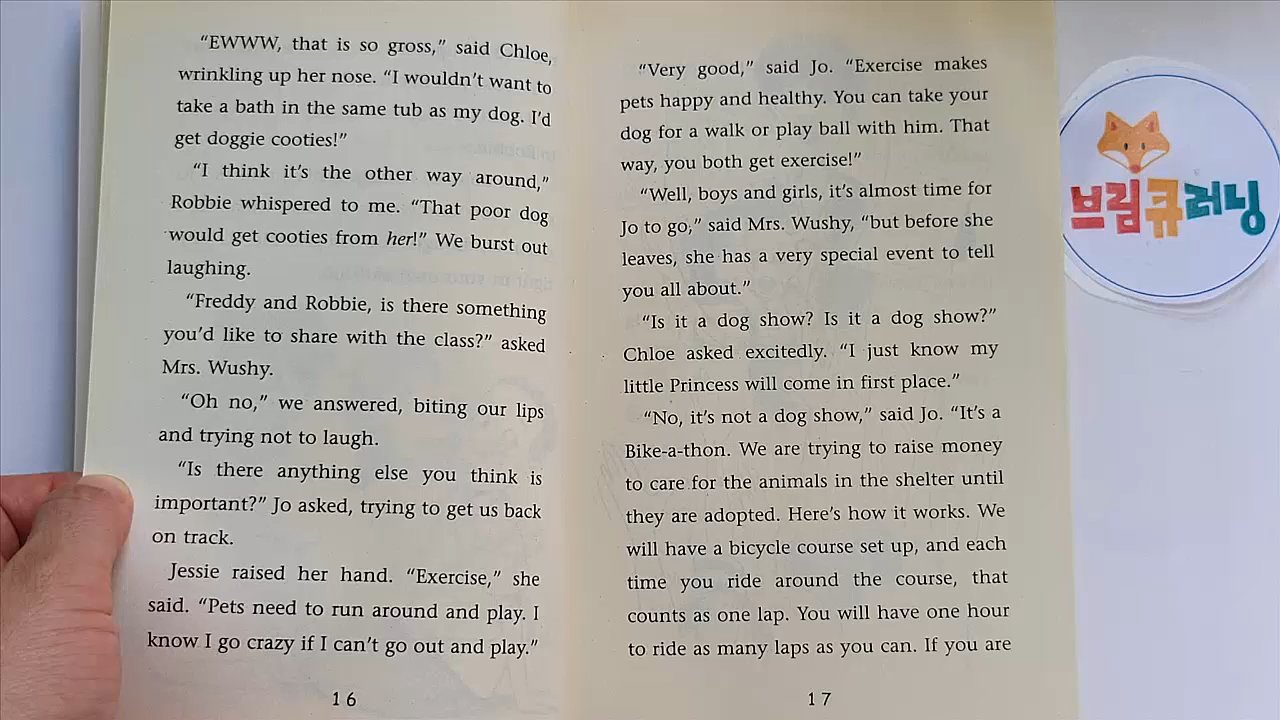 “EWWW, that is so gross,” said Chloe,
wrinkling up her nose. “I wouldn’t want to
take a bath in the same tub as my dog. I’d
get doggie cooties!”
“I think it’s the other way around,”
Robbie whispered to me. “That poor dog
would get cooties from her!” We burst out
laughing.
“Freddy and Robbie, is there something
you’d like to share with the class?” asked
Mrs. Wushy.
“Oh no,” we answered, biting our lips
and trying not to laugh.
“Is there anything else you think is
important?” Jo asked, trying to get us back
on track.
Jessie raised her hand. “Exercise,” she
said. “Pets need to run around and play. I
know I go crazy if I can’t go out and play.”
16
“Very good,” said Jo. “Exercise makes
pets happy and healthy. You can take your
dog for a walk or play ball with him. That
way, you both get exercise!”
“Well, boys and girls, it’s almost time for
Jo to go,” said Mrs. Wushy, “but before she
leaves, she has a very special event to tell
you all about.”
“Is it a dog show? Is it a dog show?”
Chloe asked excitedly. “I just know my
little Princess will come in first place.”
“No, it’s not a dog show,” said Jo. “It’s a
Bike-a-thon. We are trying to raise money
to care for the animals in the shelter until
they are adopted. Here’s how it works. We
will have a bicycle course set up, and each
time you ride around the course, that
counts as one lap. You will have one hour
to ride as many laps as you can. If you are
17
브림큐러닝